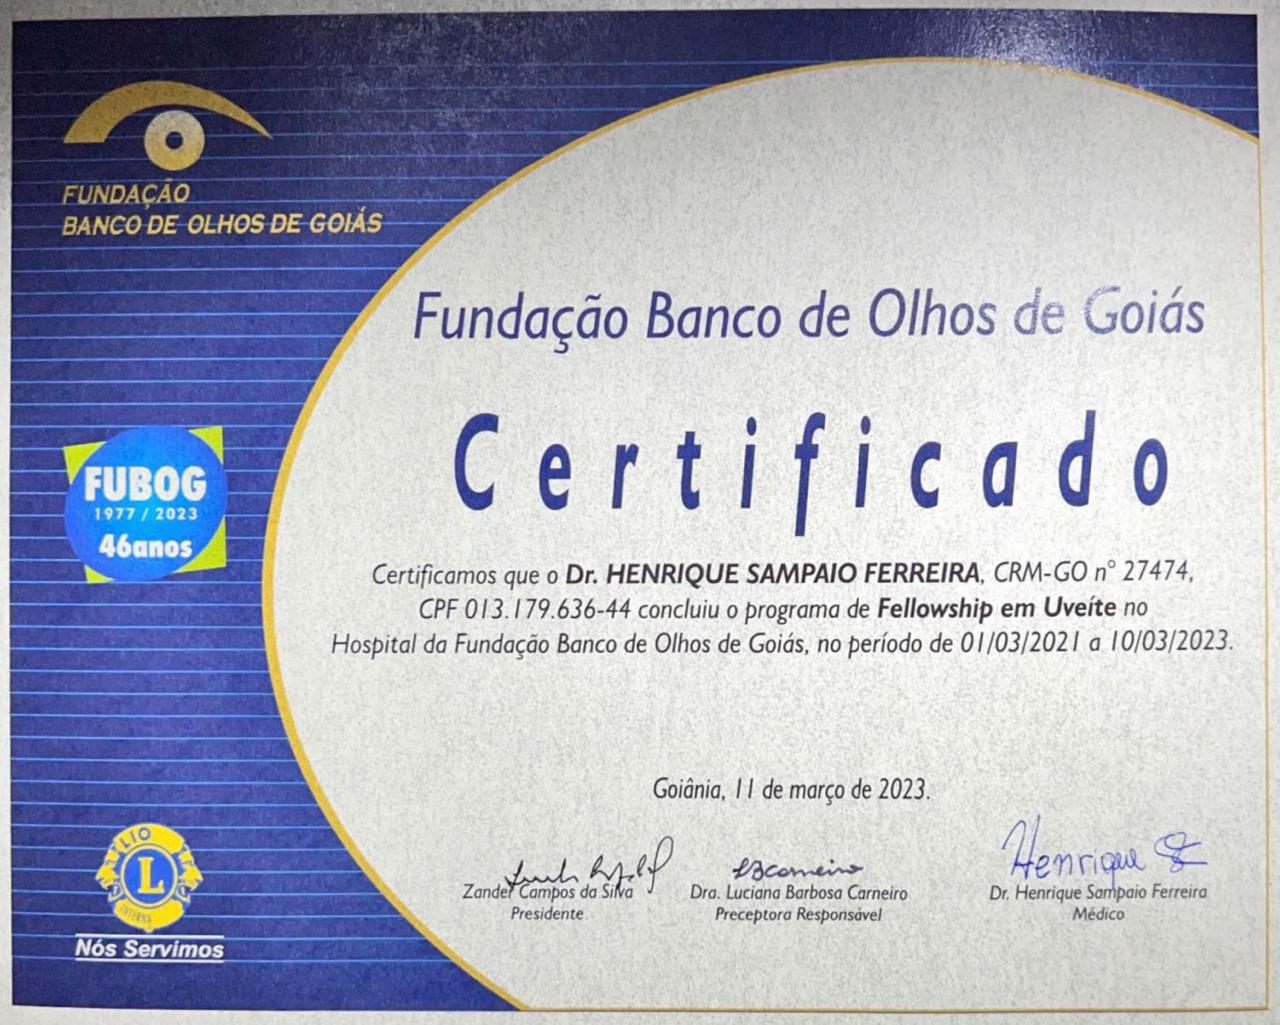 FUNDAÇÃO
BANCO DE OLHOS DE GOIÁS
Fundação Banco de Olhos de Goiás
Certificado
FUBOG
1977 / 2023
46anos
Certificamos que o Dr. HENRIQUE SAMPAIO FERREIRA, CRM-GO nº 27474,
CPF 013.179.636-44 concluiu o programa de Fellowship em Uveíte no
Hospital da Fundação Banco de Olhos de Goiás, no período de 01/03/2021 a 10/03/2023.
Goiânia, 11 de março de 2023.
Henrique
Zander Campos da Silva
Presidente
Dra. Luciana Barbosa Carneiro
Preceptora Responsável
Dr. Henrique Sampaio Ferreira
Médico
LIO
L
INTERNA
Nós Servimos